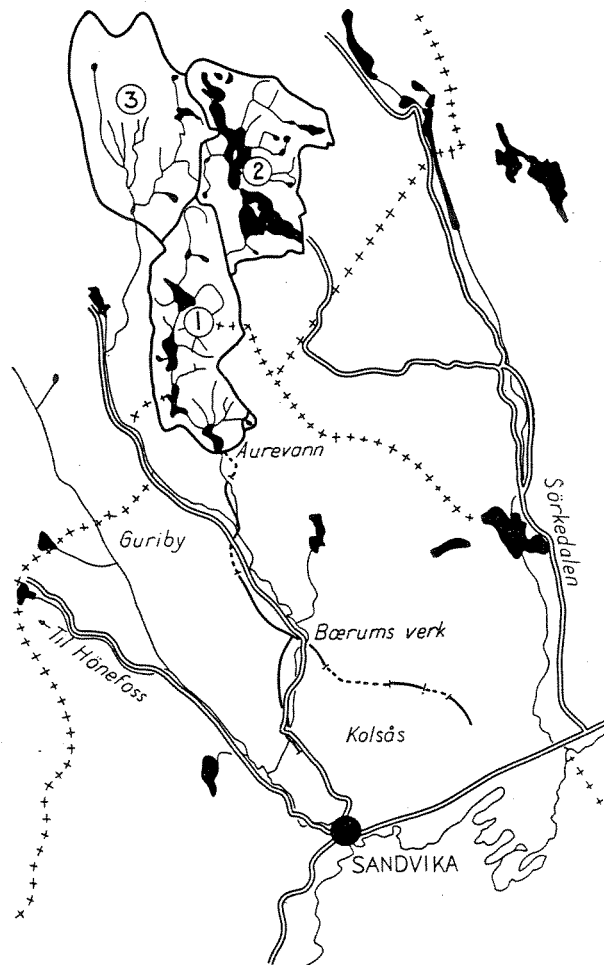 3
2
1
Aurevann
Guriby
Sörkedalen
Bærums verk
Til Hönefoss
Kolsås
SANDVIKA